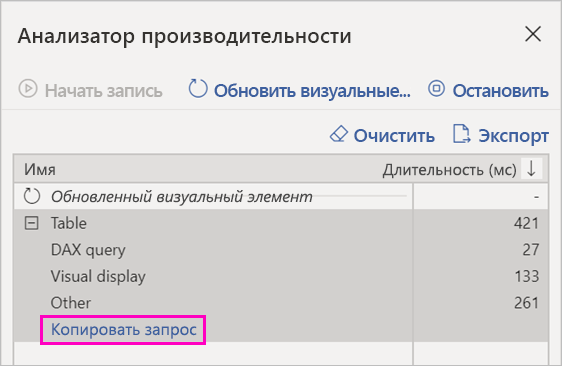 Анализатор производительности
Начать запись Обновить визуальные... Остановить
Очистить Экспорт
Имя Длительность (мс)
Обновленный визуальный элемент -
Table 421
DAX query 27
Visual display 133
Other 261
Копировать запрос